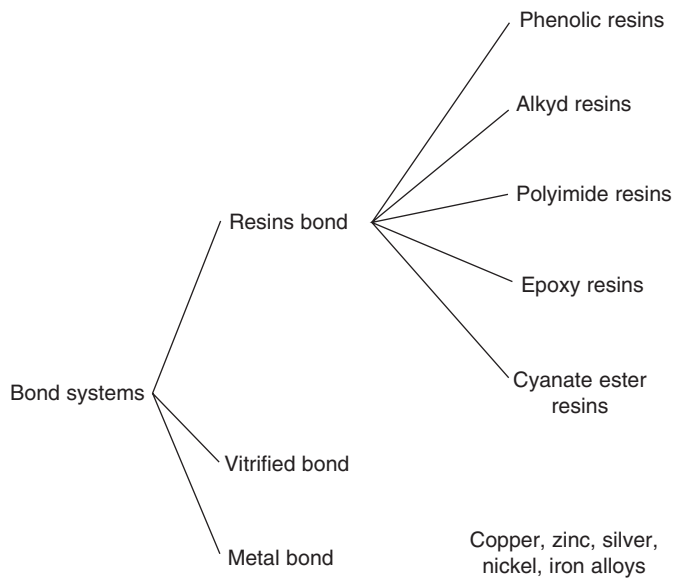 Phenolic resins
Alkyd resins
Polyimide resins
Resins bond
Epoxy resins
Cyanate ester
resins
Bond systems
Vitrified bond
Copper, zinc, silver,
nickel, iron alloys
Metal bond